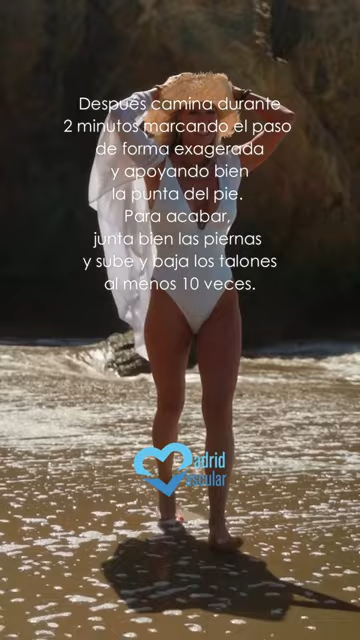 Después camina durante
2 minutos marcando el paso
de forma exagerada
y apoyando bien
la punta del pie.
Para acabar,
junta bien las piernas
y sube y baja los talones
al menos 10 veces.
Madrid
Vascular